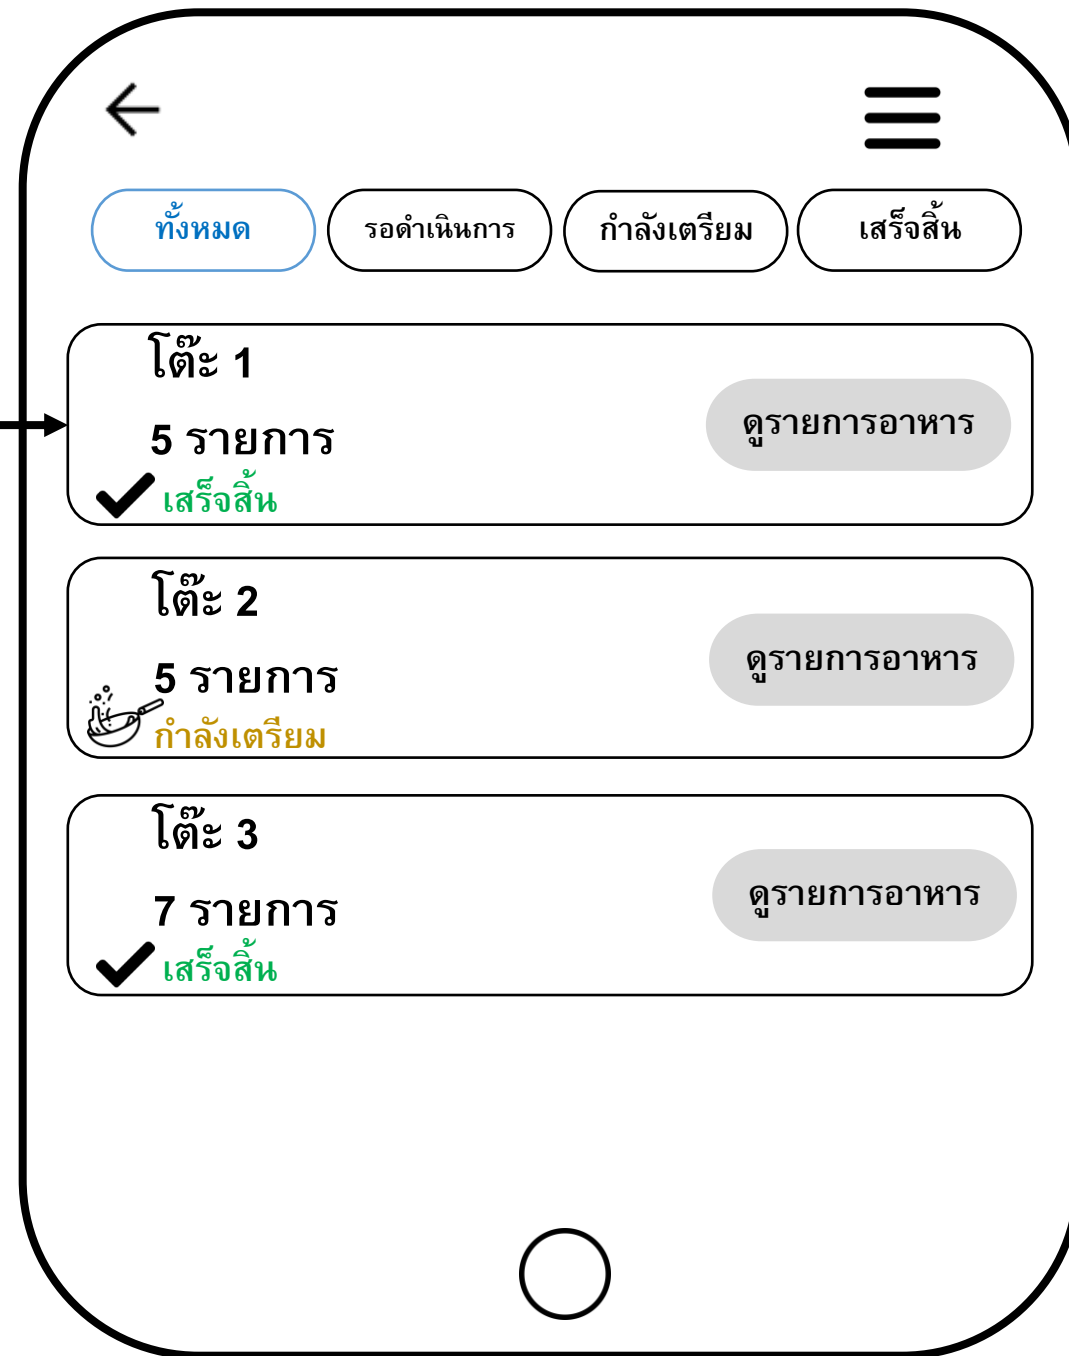 ทั้งหมด
รอดำเนินการ
กำลังเตรียม
เสร็จสิ้น
โต๊ะ 1
5 รายการ
เสร็จสิ้น
ดูรายการอาหาร
โต๊ะ 2
5 รายการ
กำลังเตรียม
ดูรายการอาหาร
โต๊ะ 3
7 รายการ
เสร็จสิ้น
ดูรายการอาหาร